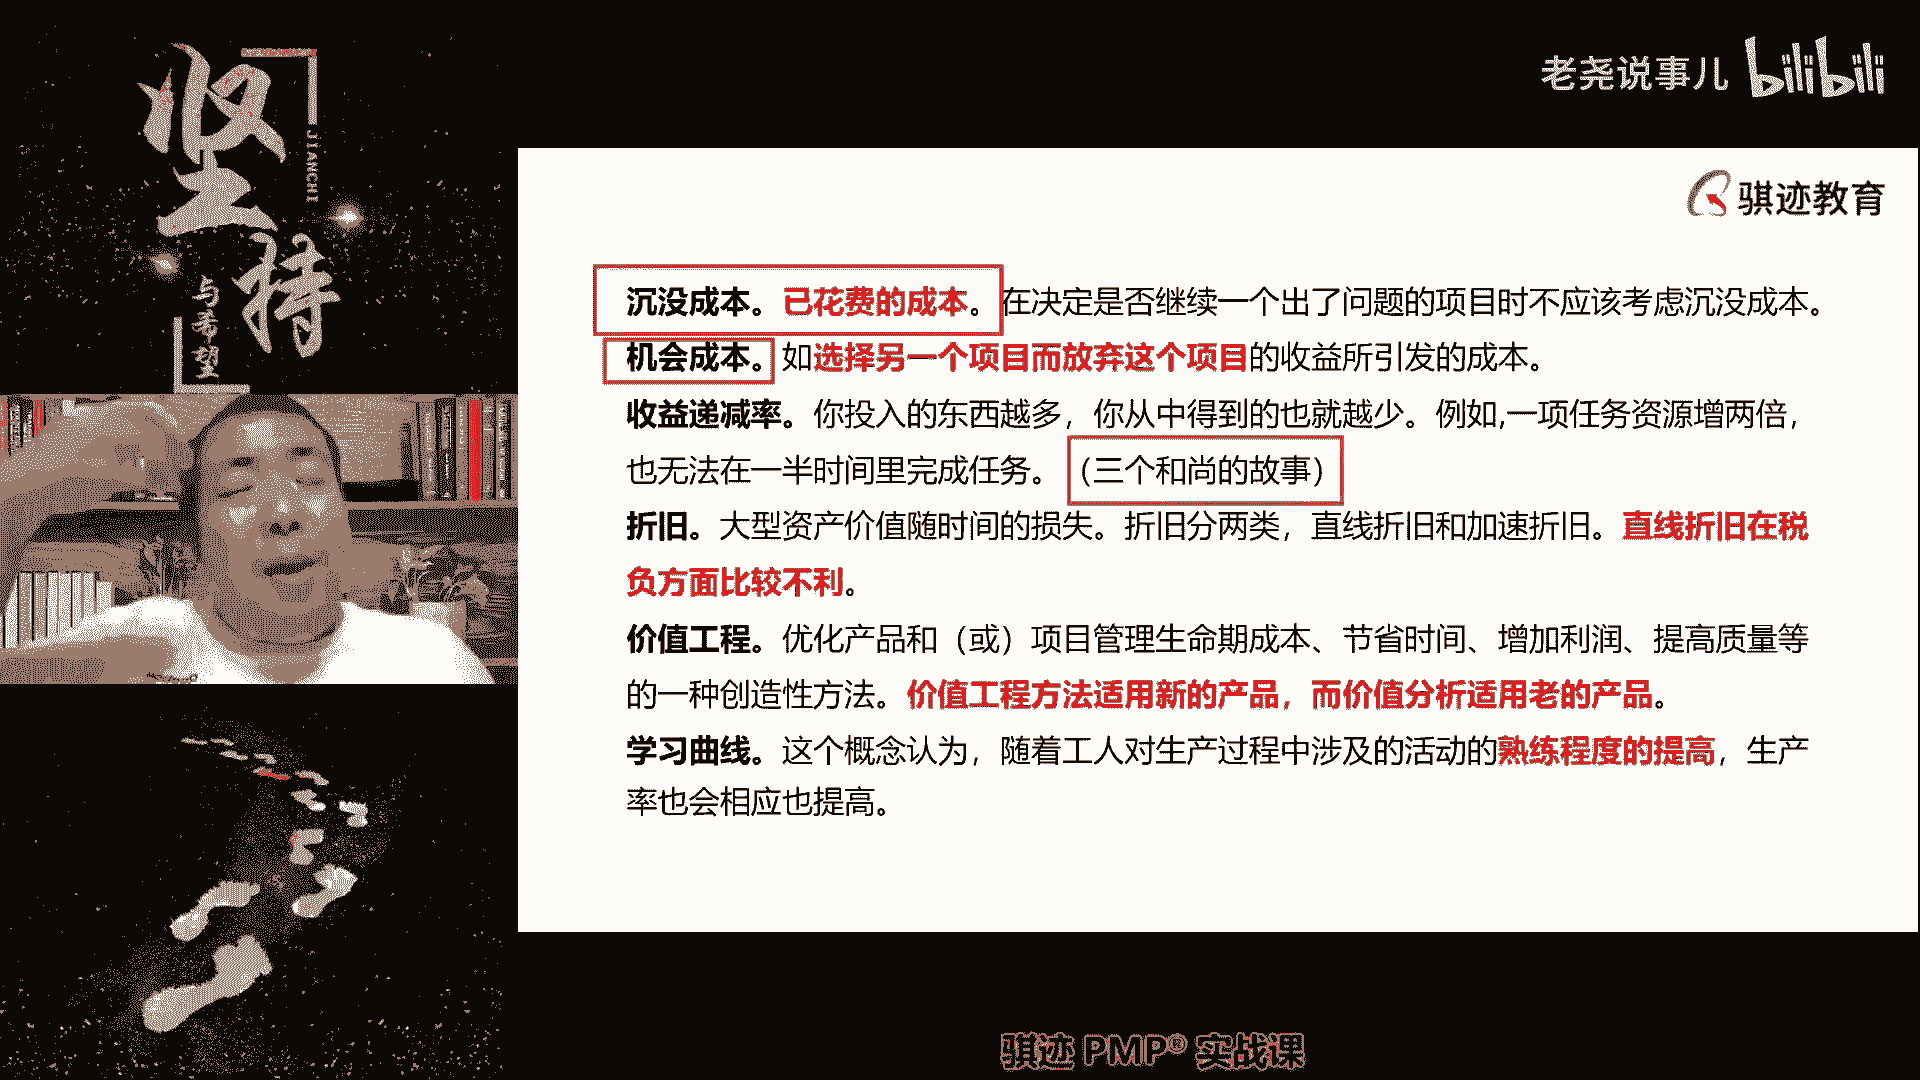 坚持
JIANCHI
与希望
老尧说事儿 bilibili
骐迹教育
沉没成本。已花费的成本。在决定是否继续一个出了问题的项目时不应该考虑沉没成本。
机会成本。如选择另一个项目而放弃这个项目的收益所引发的成本。
收益递减率。你投入的东西越多，你从中得到的也就越少。例如,一项任务资源增两倍，
也无法在一半时间里完成任务。（三个和尚的故事）
折旧。大型资产价值随时间的损失。折旧分两类，直线折旧和加速折旧。直线折旧在税
负方面比较不利。
价值工程。优化产品和（或）项目管理生命期成本、节省时间、增加利润、提高质量等
的一种创造性方法。价值工程方法适用新的产品，而价值分析适用老的产品。
学习曲线。这个概念认为，随着工人对生产过程中涉及的活动的熟练程度的提高，生产
率也会相应也提高。
骐迹 PMP® 实战课